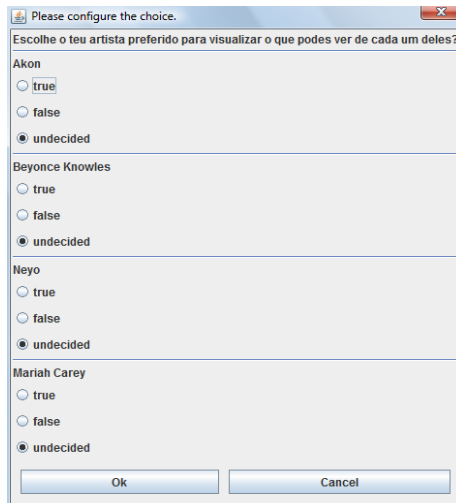 Please configure the choice.
Escolhe o teu artista preferido para visualizar o que podes ver de cada um deles?
Akon
true
false
undecided
Beyonce Knowles
true
false
undecided
Neyo
true
false
undecided
Mariah Carey
true
false
undecided
Ok Cancel